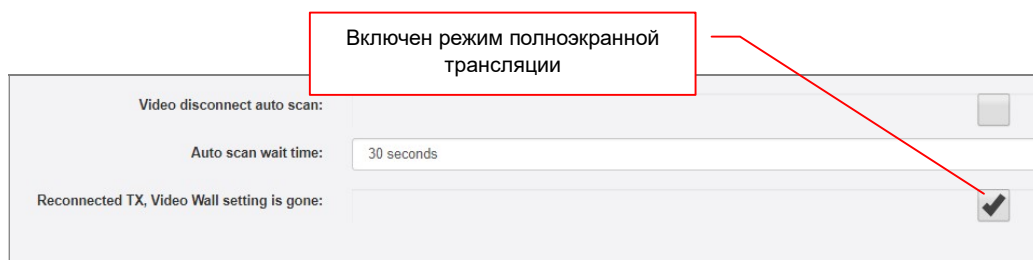 Включен режим полноэкранной
трансляции
Video disconnect auto scan:
Auto scan wait time:
30 seconds
Reconnected TX, Video Wall setting is gone: